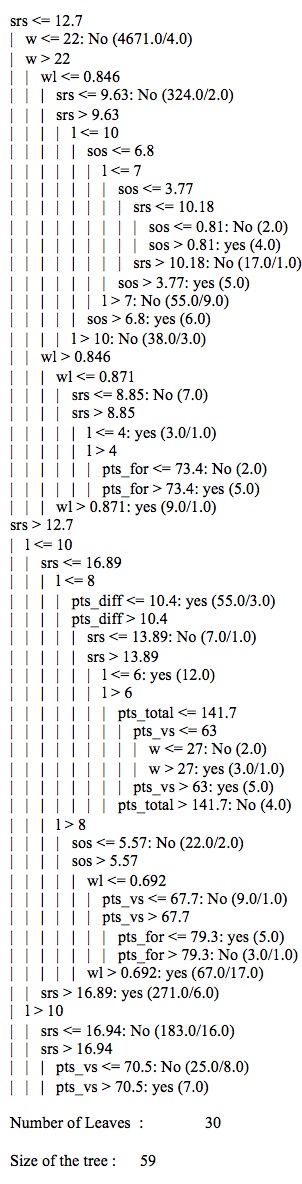 srs <= 12.7
| w <= 22: No (4671.0/4.0)
| w > 22
| | wl <= 0.846
| | | srs <= 9.63: No (324.0/2.0)
| | | srs > 9.63
| | | | l <= 10
| | | | | sos <= 6.8
| | | | | | l <= 7
| | | | | | | sos <= 3.77
| | | | | | | | srs <= 10.18
| | | | | | | | | sos <= 0.81: No (2.0)
| | | | | | | | | sos > 0.81: yes (4.0)
| | | | | | | | srs > 10.18: No (17.0/1.0)
| | | | | | | sos > 3.77: yes (5.0)
| | | | | | l > 7: No (55.0/9.0)
| | | | | sos > 6.8: yes (6.0)
| | | | l > 10: No (38.0/3.0)
| | wl > 0.846
| | | wl <= 0.871
| | | | srs <= 8.85: No (7.0)
| | | | srs > 8.85
| | | | | l <= 4: yes (3.0/1.0)
| | | | | l > 4
| | | | | | pts_for <= 73.4: No (2.0)
| | | | | | pts_for > 73.4: yes (5.0)
| | | wl > 0.871: yes (9.0/1.0)
srs > 12.7
| l <= 10
| | srs <= 16.89
| | | l <= 8
| | | | pts_diff <= 10.4: yes (55.0/3.0)
| | | | pts_diff > 10.4
| | | | | srs <= 13.89: No (7.0/1.0)
| | | | | srs > 13.89
| | | | | | l <= 6: yes (12.0)
| | | | | | l > 6
| | | | | | | pts_total <= 141.7
| | | | | | | | pts_vs <= 63
| | | | | | | | | w <= 27: No (2.0)
| | | | | | | | | w > 27: yes (3.0/1.0)
| | | | | | | | pts_vs > 63: yes (5.0)
| | | | | | | pts_total > 141.7: No (4.0)
| | | l > 8
| | | | sos <= 5.57: No (22.0/2.0)
| | | | sos > 5.57
| | | | | wl <= 0.692
| | | | | | pts_vs <= 67.7: No (9.0/1.0)
| | | | | | pts_vs > 67.7
| | | | | | | pts_for <= 79.3: yes (5.0)
| | | | | | | pts_for > 79.3: No (3.0/1.0)
| | | | | wl > 0.692: yes (67.0/17.0)
| | srs > 16.89: yes (271.0/6.0)
| l > 10
| | srs <= 16.94: No (183.0/16.0)
| | srs > 16.94
| | | pts_vs <= 70.5: No (25.0/8.0)
| | | pts_vs > 70.5: yes (7.0)
Number of Leaves : 30
Size of the tree : 59